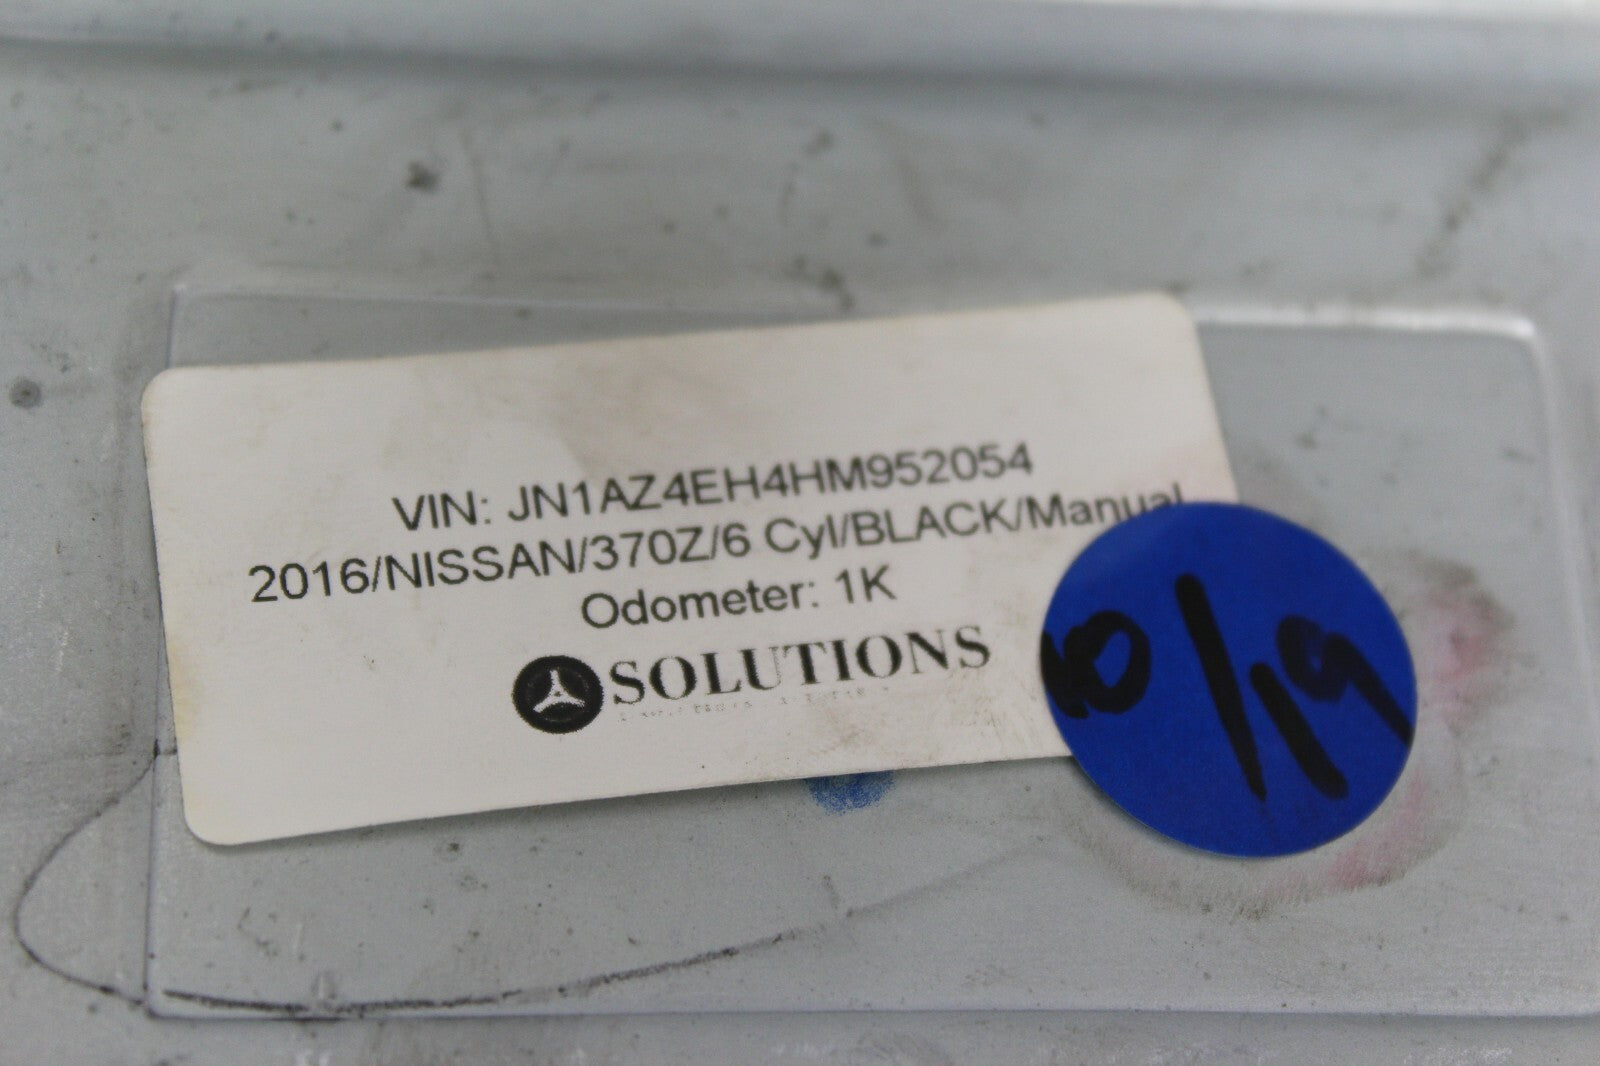 VIN: JN1AZ4EH4HM952054
2016/NISSAN/370Z/6 Cyl/BLACK/Manual
Odometer: 1K
SOLUTIONS
10/19